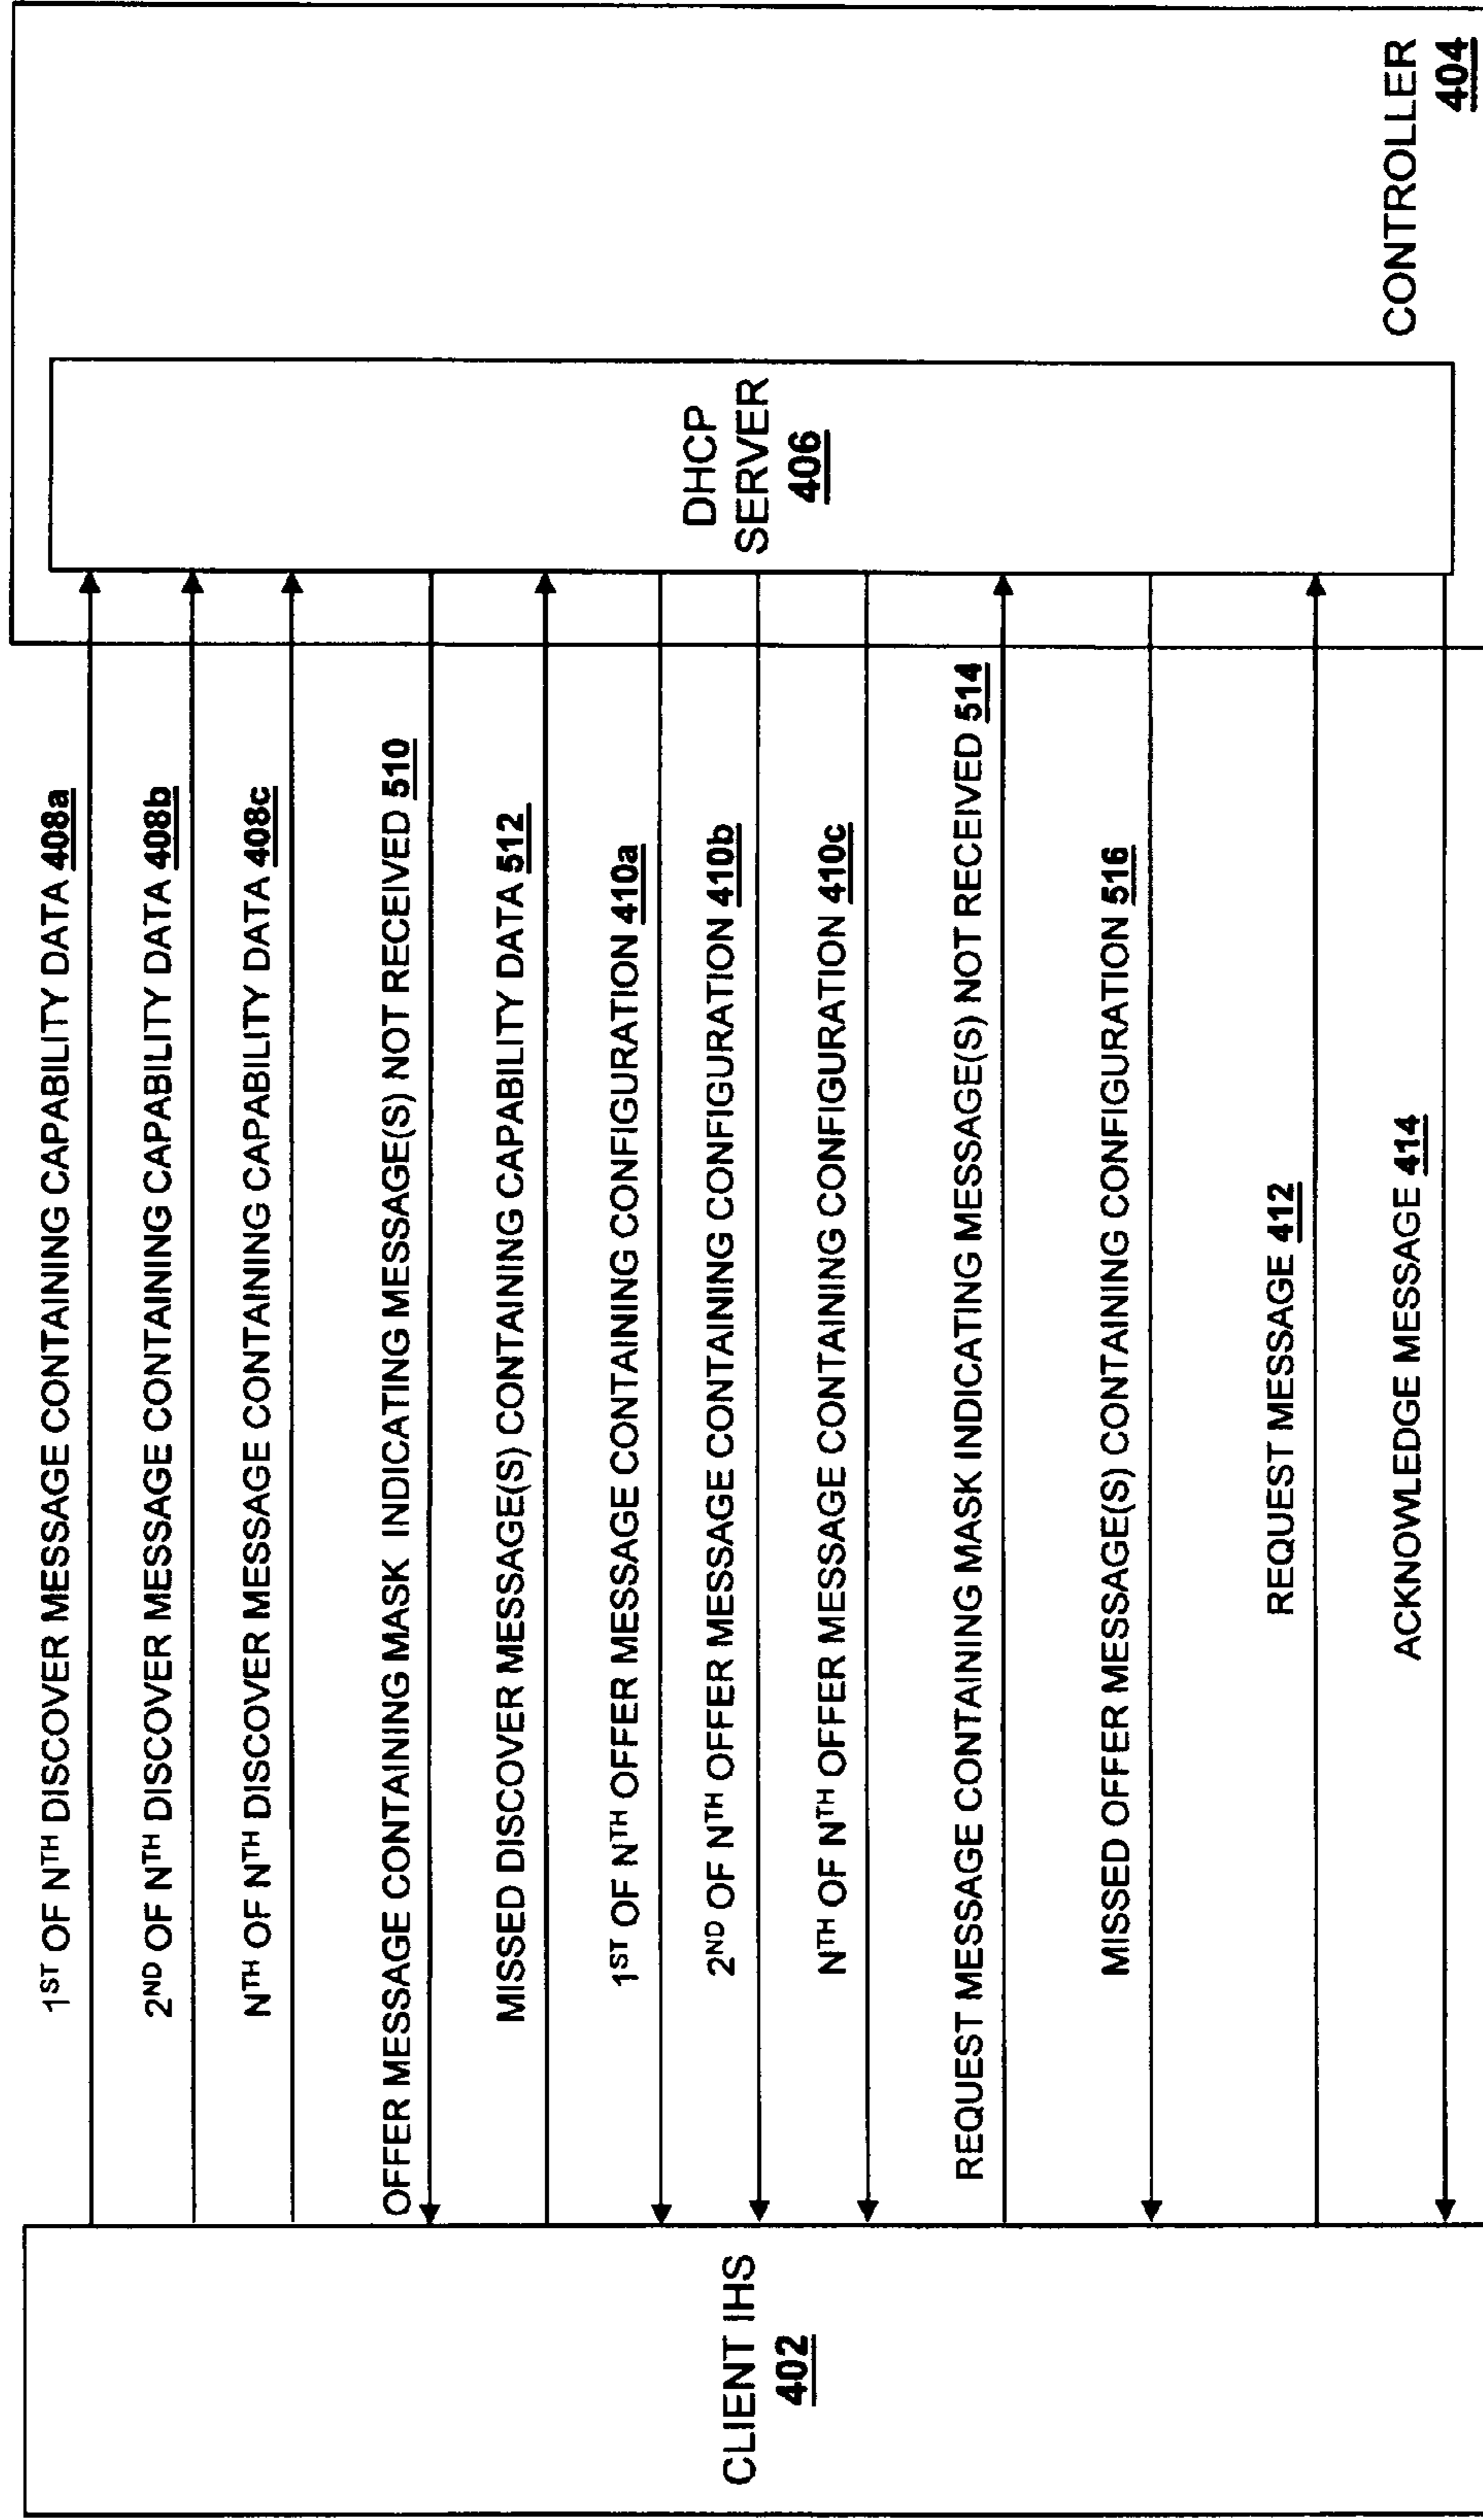 CLIENT IHS
402
1ST OF NTH DISCOVER MESSAGE CONTAINING CAPABILITY DATA 408a
2ND OF NTH DISCOVER MESSAGE CONTAINING CAPABILITY DATA 408b
NTH OF NTH DISCOVER MESSAGE CONTAINING CAPABILITY DATA 408c
OFFER MESSAGE CONTAINING MASK INDICATING MESSAGE(S) NOT RECEIVED 510
MISSED DISCOVER MESSAGE(S) CONTAINING CAPABILITY DATA 512
1ST OF NTH OFFER MESSAGE CONTAINING CONFIGURATION 410a
2ND OF NTH OFFER MESSAGE CONTAINING CONFIGURATION 410b
NTH OF NTH OFFER MESSAGE CONTAINING CONFIGURATION 410c
REQUEST MESSAGE CONTAINING MASK INDICATING MESSAGE(S) NOT RECEIVED 514
MISSED OFFER MESSAGE(S) CONTAINING CONFIGURATION 516
REQUEST MESSAGE 412
ACKNOWLEDGE MESSAGE 414
DHCP
SERVER
406
CONTROLLER
404